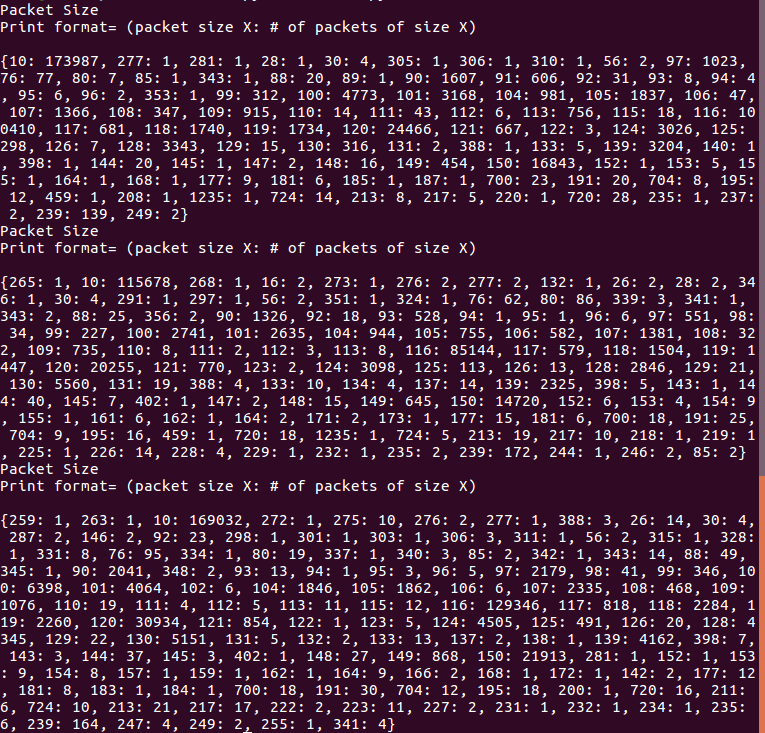 Packet Size
Print format= (packet size X: # of packets of size X)
{10: 173987, 277: 1, 281: 1, 28: 1, 30: 4, 305: 1, 306: 1, 310: 1, 56: 2, 97: 1023,
76: 77, 80: 7, 85: 1, 343: 1, 88: 20, 89: 1, 90: 1607, 91: 606, 92: 31, 93: 8, 94: 4
, 95: 6, 96: 2, 353: 1, 99: 312, 100: 4773, 101: 3168, 104: 981, 105: 1837, 106: 47,
107: 1366, 108: 347, 109: 915, 110: 14, 111: 43, 112: 6, 113: 756, 115: 18, 116: 10
0410, 117: 681, 118: 1740, 119: 1734, 120: 24466, 121: 667, 122: 3, 124: 3026, 125:
298, 126: 7, 128: 3343, 129: 15, 130: 316, 131: 2, 388: 1, 133: 5, 139: 3204, 140: 1
, 398: 1, 144: 20, 145: 1, 147: 2, 148: 16, 149: 454, 150: 16843, 152: 1, 153: 5, 15
5: 1, 164: 1, 168: 1, 177: 9, 181: 6, 185: 1, 187: 1, 700: 23, 191: 20, 704: 8, 195:
12, 459: 1, 208: 1, 1235: 1, 724: 14, 213: 8, 217: 5, 220: 1, 720: 28, 235: 1, 237:
2, 239: 139, 249: 2}
Packet Size
Print format= (packet size X: # of packets of size X)
{265: 1, 10: 115678, 268: 1, 16: 2, 273: 1, 276: 2, 277: 2, 132: 1, 26: 2, 28: 2, 34
6: 1, 30: 4, 291: 1, 297: 1, 56: 2, 351: 1, 324: 1, 76: 62, 80: 86, 339: 3, 341: 1,
343: 2, 88: 25, 356: 2, 90: 1326, 92: 18, 93: 528, 94: 1, 95: 1, 96: 6, 97: 551, 98:
34, 99: 227, 100: 2741, 101: 2635, 104: 944, 105: 755, 106: 582, 107: 1381, 108: 32
2, 109: 735, 110: 8, 111: 2, 112: 3, 113: 8, 116: 85144, 117: 579, 118: 1504, 119: 1
447, 120: 20255, 121: 770, 123: 2, 124: 3098, 125: 113, 126: 13, 128: 2846, 129: 21,
130: 5560, 131: 19, 388: 4, 133: 10, 134: 4, 137: 14, 139: 2325, 398: 5, 143: 1, 14
4: 40, 145: 7, 402: 1, 147: 2, 148: 15, 149: 645, 150: 14720, 152: 6, 153: 4, 154: 9
, 155: 1, 161: 6, 162: 1, 164: 2, 171: 2, 173: 1, 177: 15, 181: 6, 700: 18, 191: 25,
704: 9, 195: 16, 459: 1, 720: 18, 1235: 1, 724: 5, 213: 19, 217: 10, 218: 1, 219: 1
, 225: 1, 226: 14, 228: 4, 229: 1, 232: 1, 235: 2, 239: 172, 244: 1, 246: 2, 85: 2}
Packet Size
Print format= (packet size X: # of packets of size X)
{259: 1, 263: 1, 10: 169032, 272: 1, 275: 10, 276: 2, 277: 1, 388: 3, 26: 14, 30: 4,
287: 2, 146: 2, 92: 23, 298: 1, 301: 1, 303: 1, 306: 3, 311: 1, 56: 2, 315: 1, 328:
1, 331: 8, 76: 95, 334: 1, 80: 19, 337: 1, 340: 3, 85: 2, 342: 1, 343: 14, 88: 49,
345: 1, 90: 2041, 348: 2, 93: 13, 94: 1, 95: 3, 96: 5, 97: 2179, 98: 41, 99: 346, 10
0: 6398, 101: 4064, 102: 6, 104: 1846, 105: 1862, 106: 6, 107: 2335, 108: 468, 109:
1076, 110: 19, 111: 4, 112: 5, 113: 11, 115: 12, 116: 129346, 117: 818, 118: 2284, 1
19: 2260, 120: 30934, 121: 854, 122: 1, 123: 5, 124: 4505, 125: 491, 126: 20, 128: 4
345, 129: 22, 130: 5151, 131: 5, 132: 2, 133: 13, 137: 2, 138: 1, 139: 4162, 398: 7,
143: 3, 144: 37, 145: 3, 402: 1, 148: 27, 149: 868, 150: 21913, 281: 1, 152: 1, 153
: 9, 154: 8, 157: 1, 159: 1, 162: 1, 164: 9, 166: 2, 168: 1, 172: 1, 142: 2, 177: 12
, 181: 8, 183: 1, 184: 1, 700: 18, 191: 30, 704: 12, 195: 18, 200: 1, 720: 16, 211:
6, 724: 10, 213: 21, 217: 17, 222: 2, 223: 11, 227: 2, 231: 1, 232: 1, 234: 1, 235:
6, 239: 164, 247: 4, 249: 2, 255: 1, 341: 4}